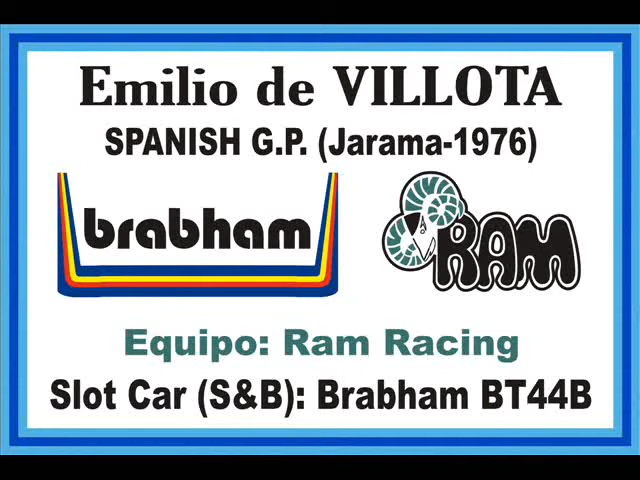 Emilio de VILLOTA
SPANISH G.P. (Jarama-1976)
brabham
RAM
Equipo: Ram Racing
Slot Car (S&B): Brabham BT44B